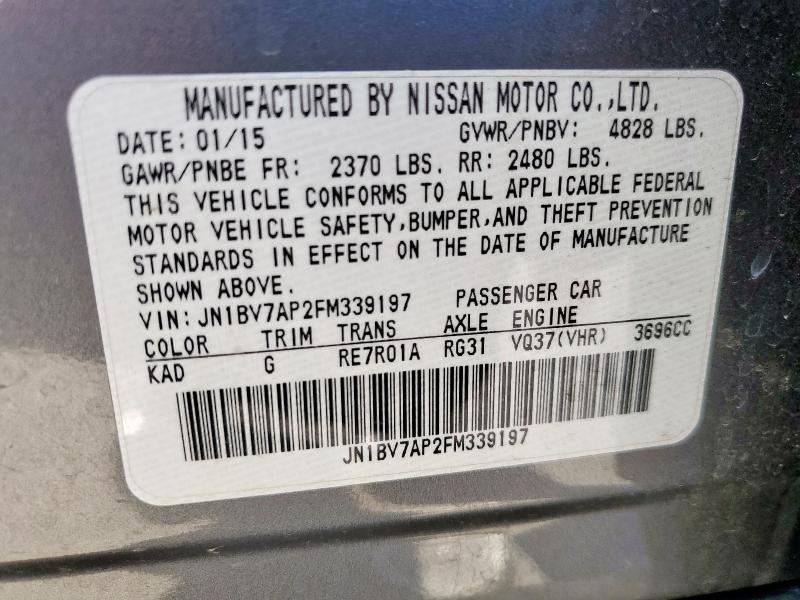 MANUFACTURED BY NISSAN MOTOR CO.,LTD.
DATE: 01/15 GVWR/PNBV: 4828 LBS.
GAWR/PNBE FR: 2370 LBS. RR: 2480 LBS.
THIS VEHICLE CONFORMS TO ALL APPLICABLE FEDERAL
MOTOR VEHICLE SAFETY,BUMPER,AND THEFT PREVENTION
STANDARDS IN EFFECT ON THE DATE OF MANUFACTURE
SHOWN ABOVE.
VIN: JN1BV7AP2FM339197 PASSENGER CAR
COLOR TRIM TRANS AXLE ENGINE
KAD G RE7R01A RG31 VQ37(VHR) 3696CC
JN1BV7AP2FM339197